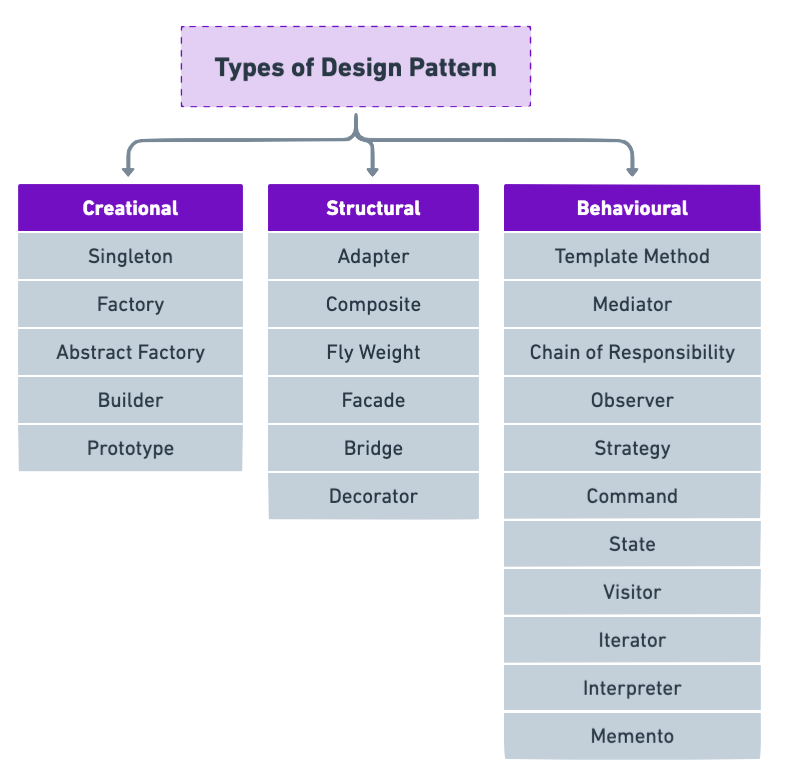 Types of Design Pattern
Creational
Singleton
Factory
Abstract Factory
Builder
Prototype
Structural
Adapter
Composite
Fly Weight
Facade
Bridge
Decorator
Behavioural
Template Method
Mediator
Chain of Responsibility
Observer
Strategy
Command
State
Visitor
Iterator
Interpreter
Memento